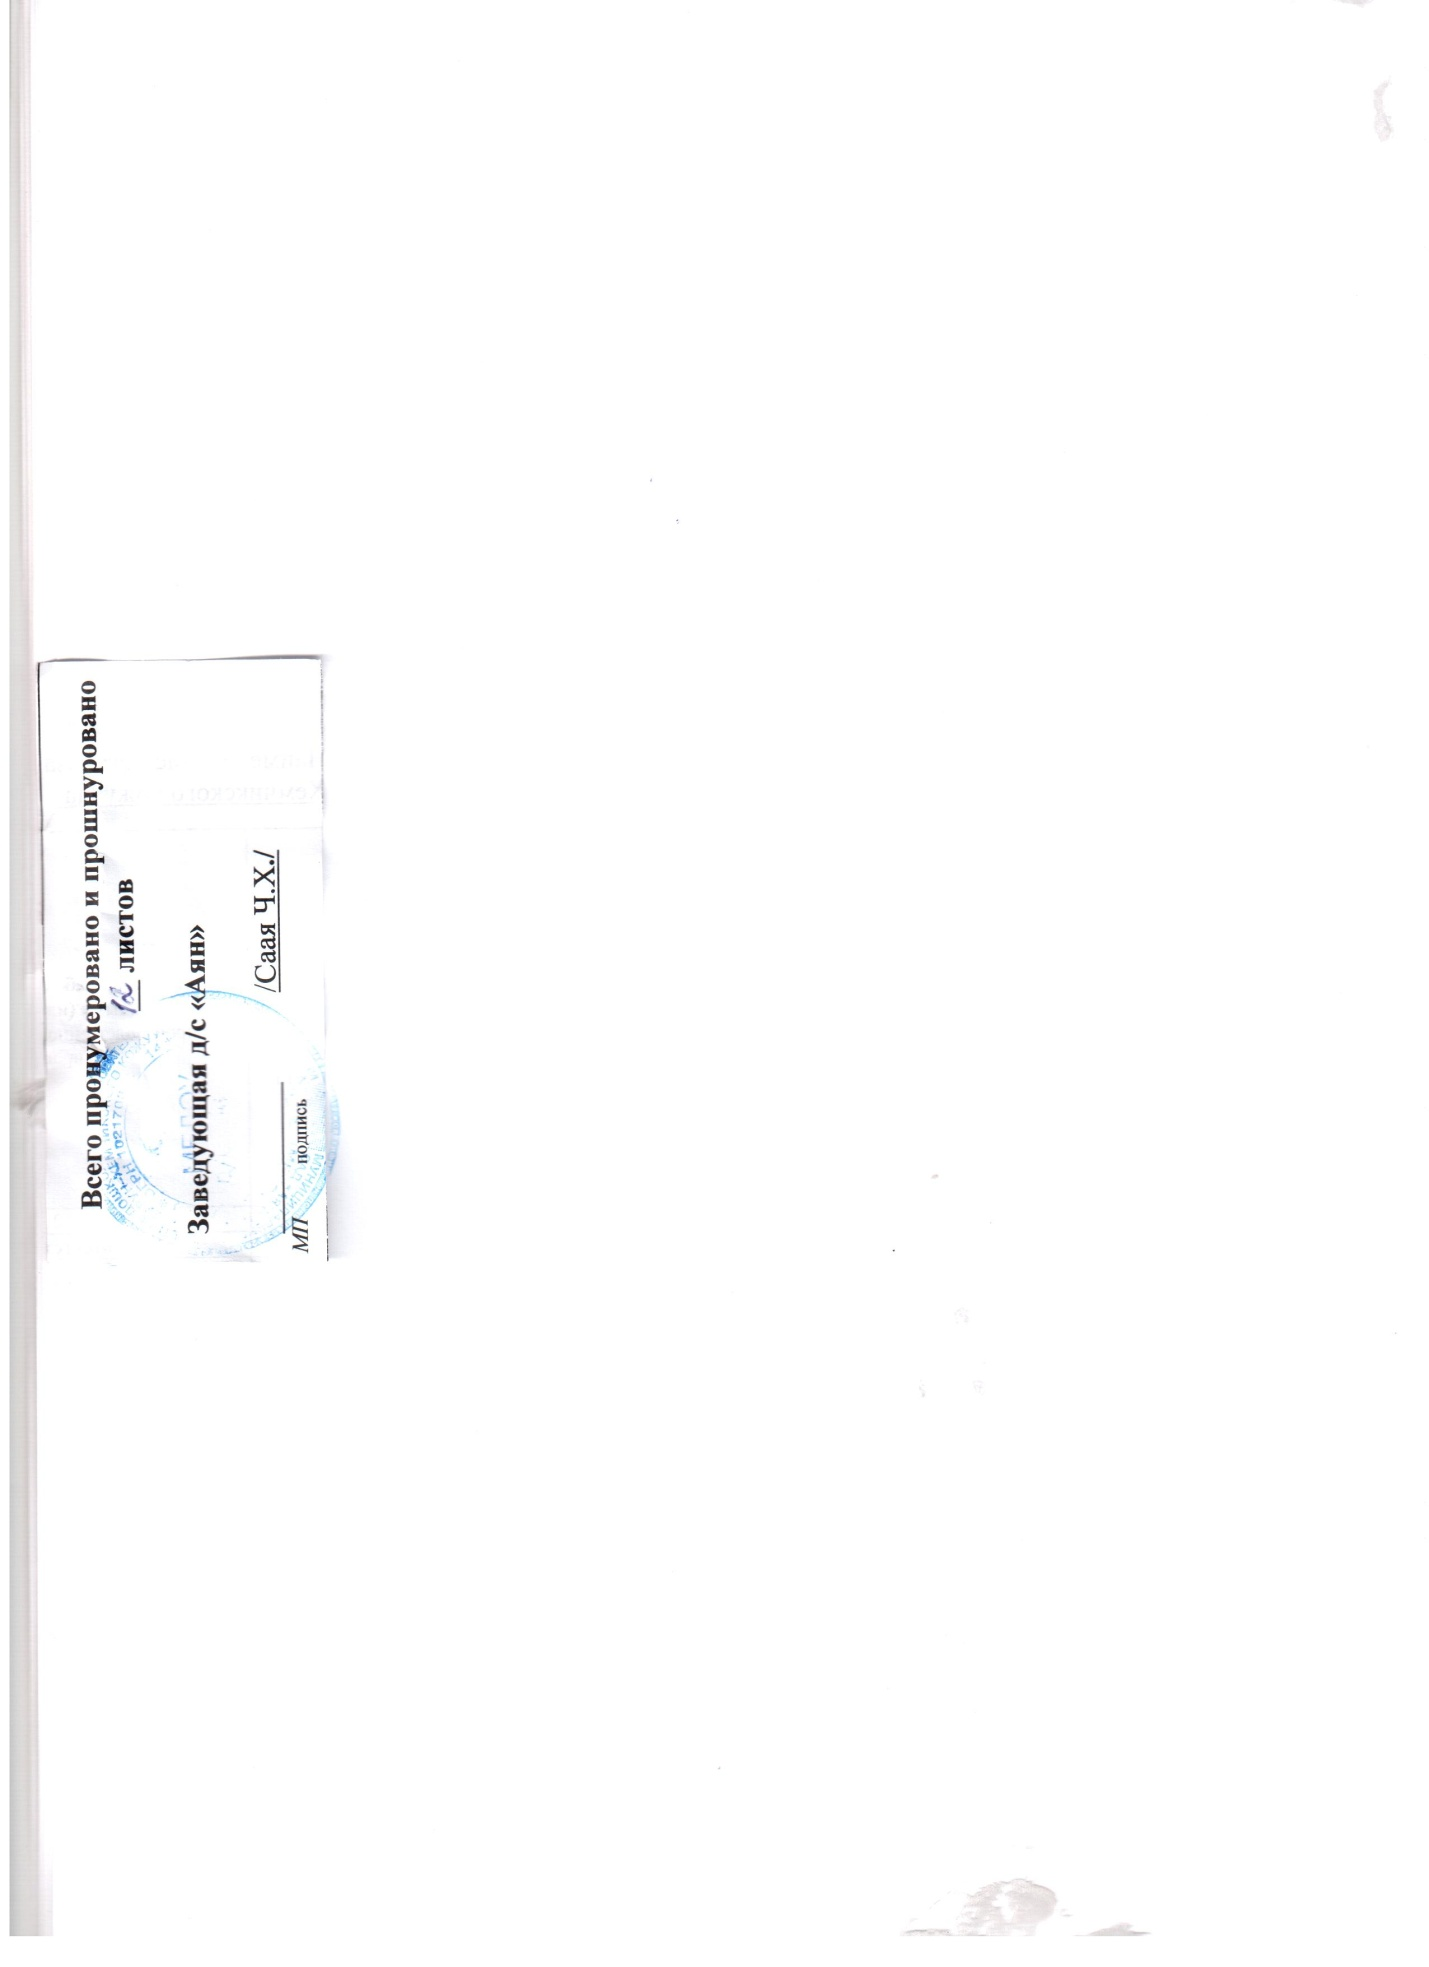 Всего пронумеровано и прошнуровано
12 листов
Заведующая д/с «Аян»
/Саая Ч.Х./
МП подпись